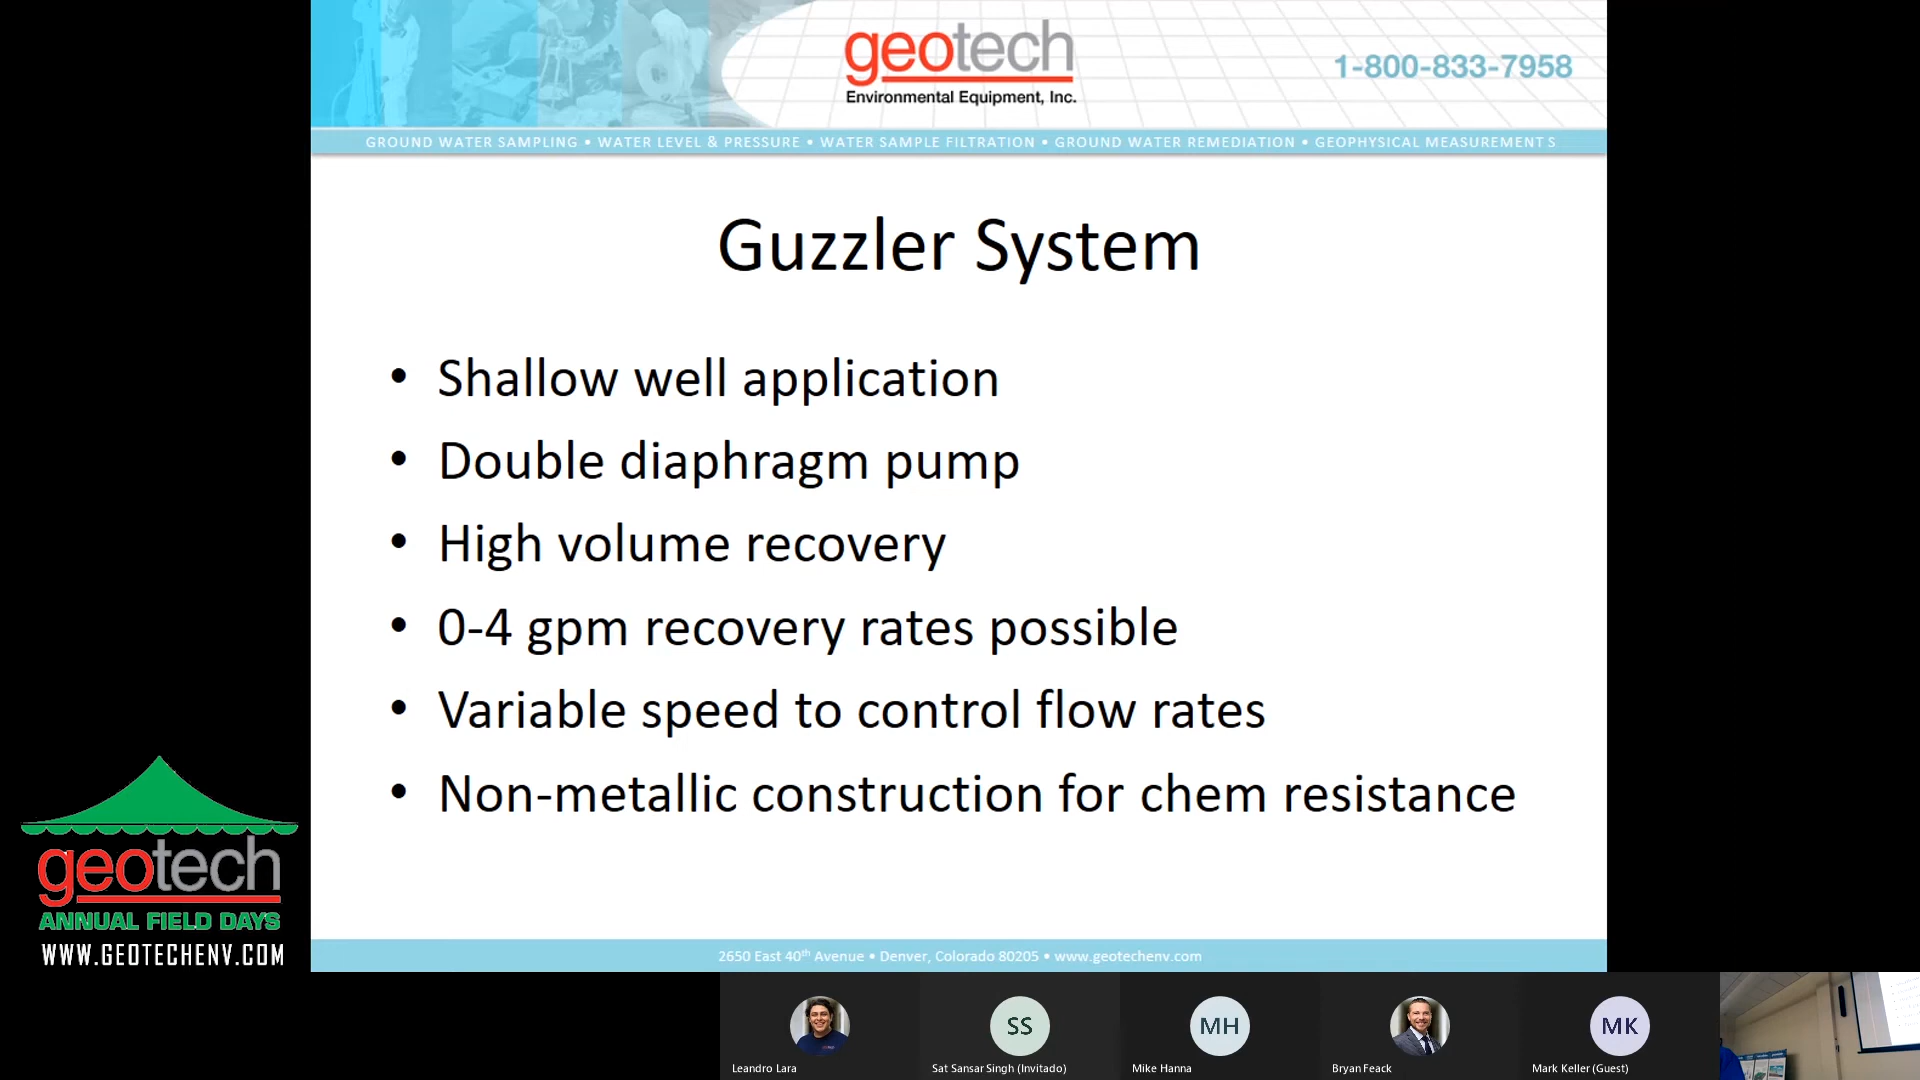 geotech
Environmental Equipment, Inc.
1-800-833-7958
GROUND WATER SAMPLING • WATER LEVEL & PRESSURE • WATER SAMPLE FILTRATION • GROUND WATER REMEDIATION • GEOPHYSICAL MEASUREMENTS
Guzzler System
• Shallow well application
• Double diaphragm pump
• High volume recovery
• 0-4 gpm recovery rates possible
• Variable speed to control flow rates
• Non-metallic construction for chem resistance
geotech
ANNUAL FIELD DAYS
WWW.GEOTECHENV.COM
2650 East 40th Avenue • Denver, Colorado 80205 • www.geotechenv.com
SS
MH
MK
Leandro Lara
Sat Sansar Singh (Invitado)
Mike Hanna
Bryan Feack
Mark Keller (Guest)